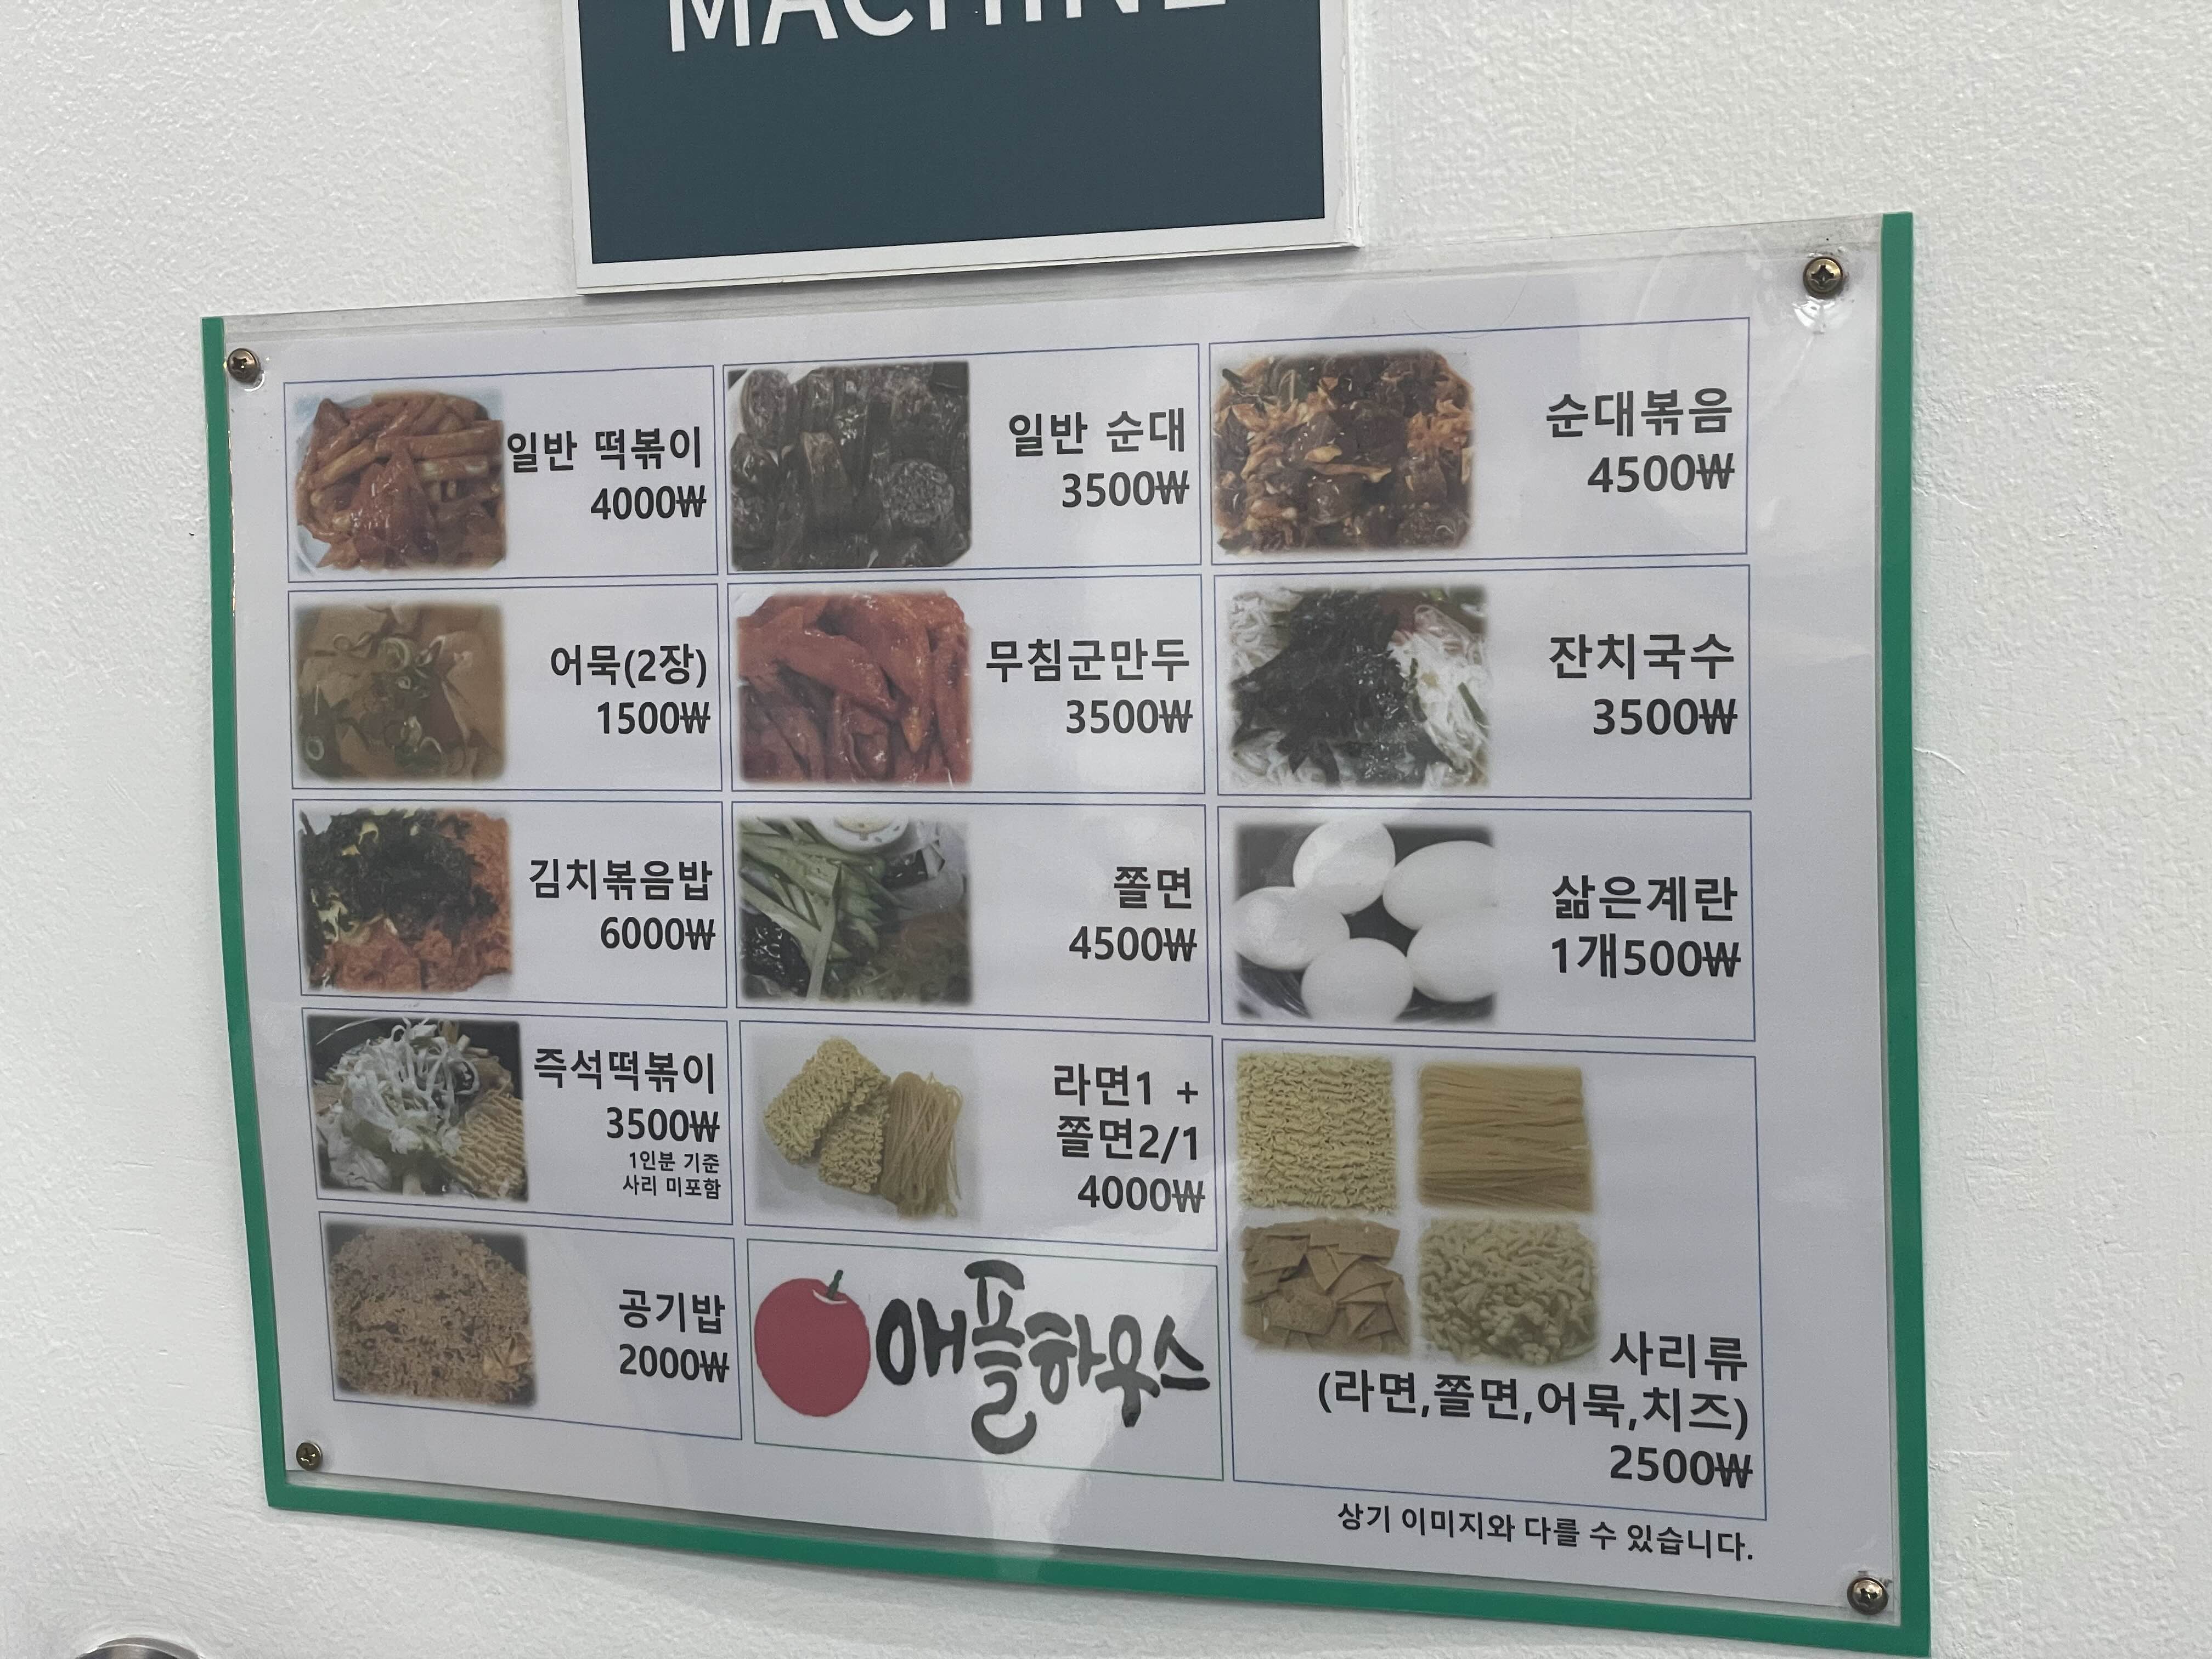 MACHINE
일반 떡볶이
4000₩
일반 순대
3500₩
순대볶음
4500₩
어묵(2장)
1500₩
무침군만두
3500₩
잔치국수
3500₩
김치볶음밥
6000₩
쫄면
4500₩
삶은계란
1개500₩
즉석떡볶이
3500₩
1인분 기준
사리 미포함
라면1 +
쫄면2/1
4000₩
공기밥
2000₩
애플하우스
사리류
(라면,쫄면,어묵,치즈)
2500₩
상기 이미지와 다를 수 있습니다.